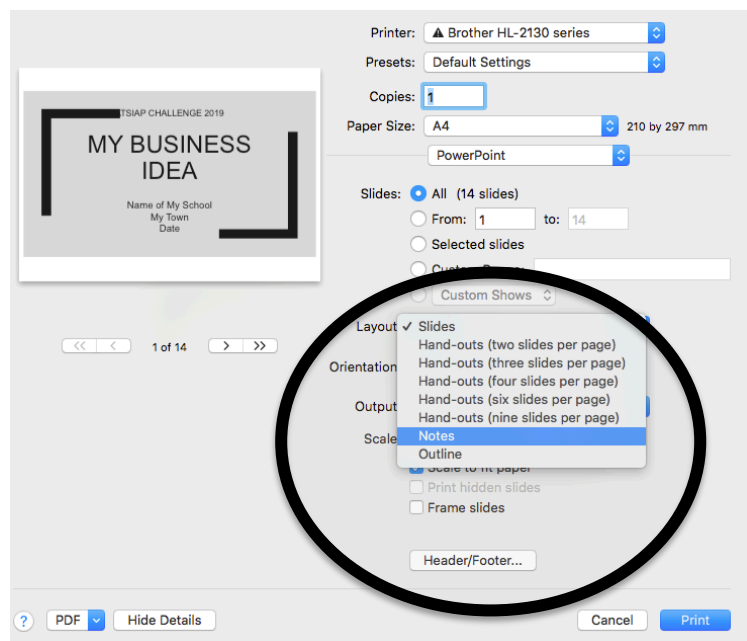 Printer: Brother HL-2130 series
Presets: Default Settings
Copies: 1
Paper Size: A4 210 by 297 mm
PowerPoint
TSIAP CHALLENGE 2019
MY BUSINESS
IDEA
Name of My School
My Town
Date
<< < 1 of 14 > >>
Slides: All (14 slides)
From: 1 to: 14
Selected slides
Custom Shows
Layout ✓ Slides
Hand-outs (two slides per page)
Hand-outs (three slides per page)
Orientation
Hand-outs (four slides per page)
Hand-outs (six slides per page)
Output
Hand-outs (nine slides per page)
Notes
Scale
Outline
Scale to fit paper
Print hidden slides
Frame slides
Header/Footer...
? PDF Hide Details Cancel Print